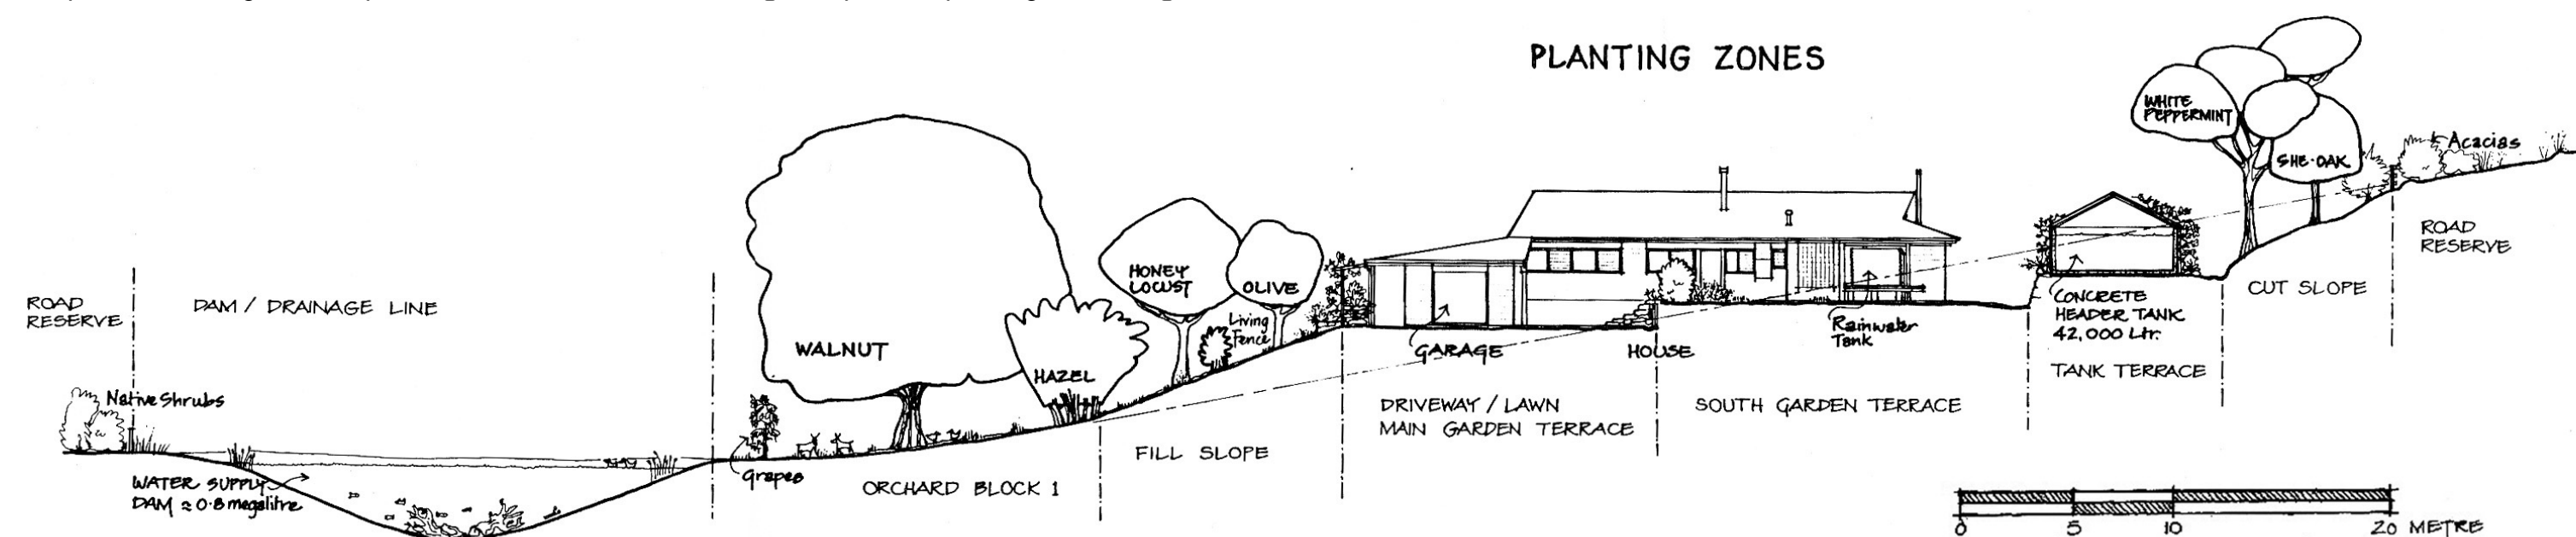 PLANTING ZONES
ROAD
RESERVE
DAM / DRAINAGE LINE
Native Shrubs
WATER SUPPLY
DAM ≈ 0.8 megalitre
WALNUT
Grapes
HAZEL
ORCHARD BLOCK 1
HONEY
LOCUST
OLIVE
Living
Fence
FILL SLOPE
GARAGE
HOUSE
DRIVEWAY / LAWN
MAIN GARDEN TERRACE
Rainwater
Tank
SOUTH GARDEN TERRACE
CONCRETE
HEADER TANK
42,000 Ltr.
TANK TERRACE
WHITE
PEPPERMINT
SHE-OAK
CUT SLOPE
Acacias
ROAD
RESERVE
0 5 10 20 METRE